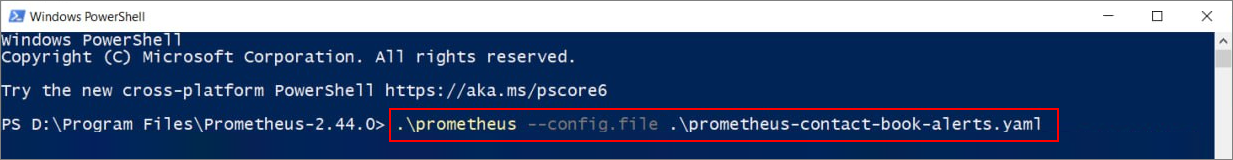 Windows PowerShell
Windows PowerShell
Copyright (C) Microsoft Corporation. All rights reserved.
Try the new cross-platform PowerShell https://aka.ms/pscore6
PS D:\Program Files\Prometheus-2.44.0> .\prometheus --config.file .\prometheus-contact-book-alerts.yaml